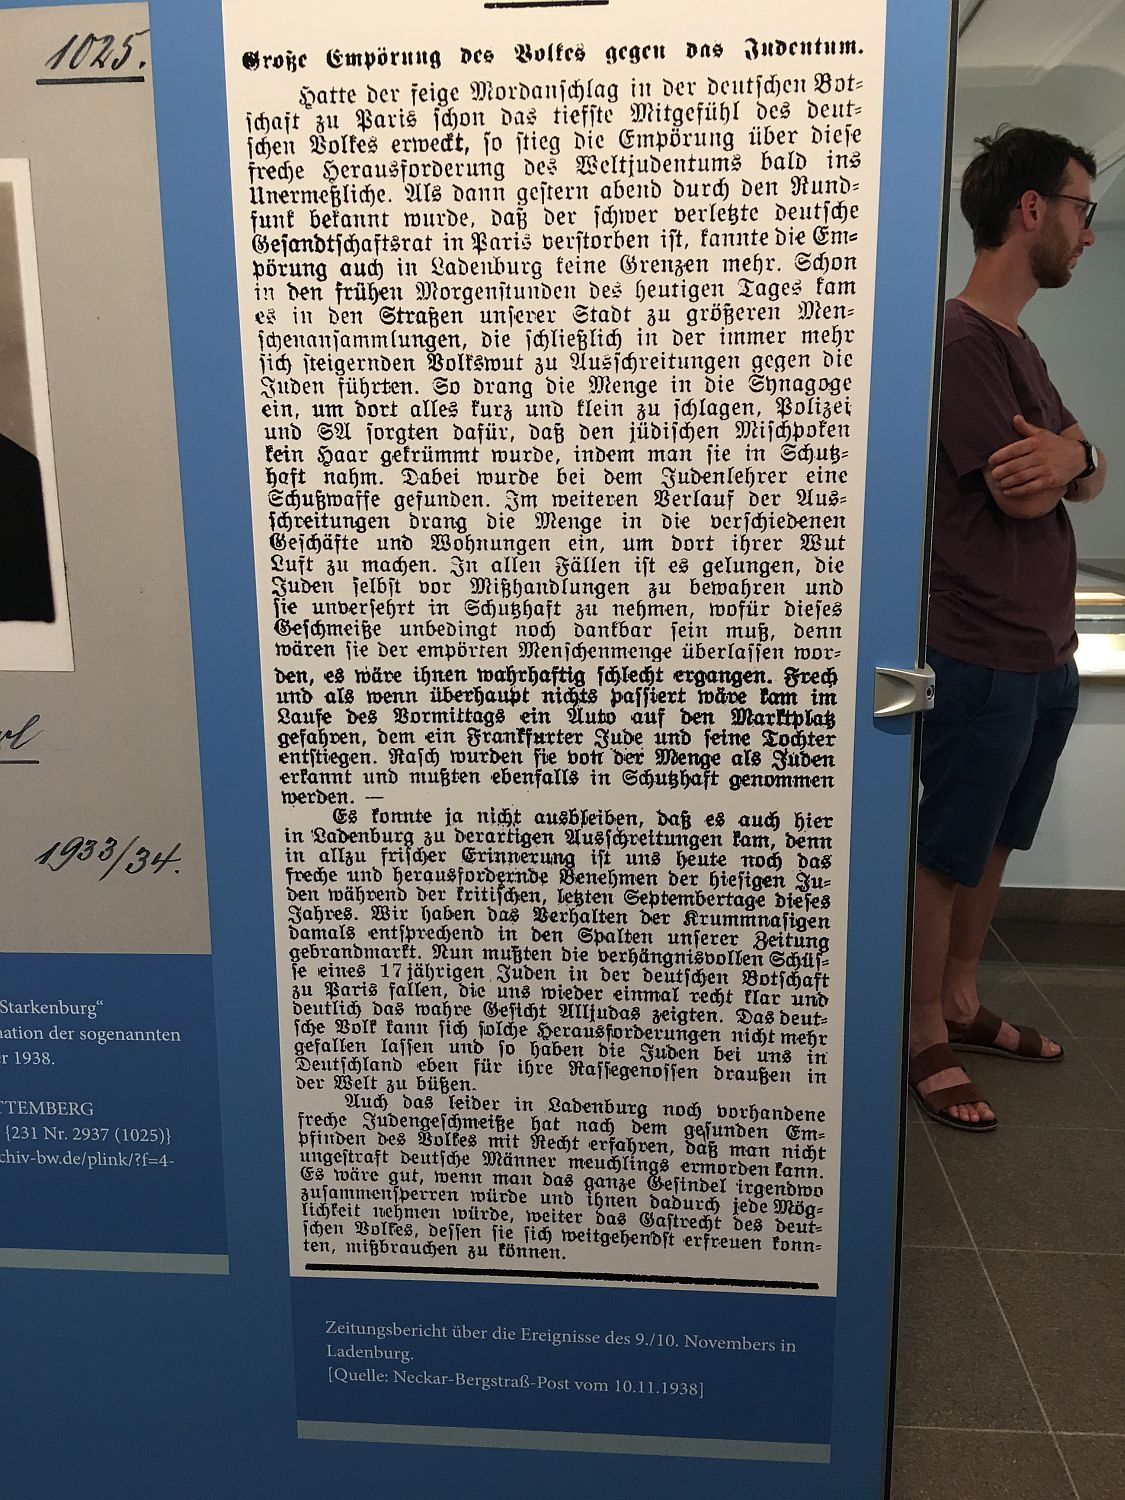 1025.
Große Empörung des Volkes gegen das Judentum.
Hatte der feige Mordanschlag in der deutschen Bot-
schaft zu Paris schon das tiefste Mitgefühl des deut-
schen Volkes erweckt, so stieg die Empörung über diese
freche Herausforderung des Weltjudentums bald ins
Unermeßliche. Als dann gestern abend durch den Rund-
funk bekannt wurde, daß der schwer verletzte deutsche
Gesandtschaftsrat in Paris verstorben ist, kannte die Em-
pörung auch in Ladenburg keine Grenzen mehr. Schon
in den frühen Morgenstunden des heutigen Tages kam
es in den Straßen unserer Stadt zu größeren Men-
schenansammlungen, die schließlich in der immer mehr
sich steigernden Volkswut zu Ausschreitungen gegen die
Juden führten. So drang die Menge in die Synagoge
ein, um dort alles kurz und klein zu schlagen, Polizei
und SA sorgten dafür, daß den jüdischen Mischpoken
kein Haar gekrümmt wurde, indem man sie in Schutz-
haft nahm. Dabei wurde bei dem Judenlehrer eine
Schußwaffe gefunden. Im weiteren Verlauf der Aus-
schreitungen drang die Menge in die verschiedenen
Geschäfte und Wohnungen ein, um dort ihrer Wut
Luft zu machen. In allen Fällen ist es gelungen, die
Juden selbst vor Mißhandlungen zu bewahren und
sie unversehrt in Schutzhaft zu nehmen, wofür dieses
Geschmeiße unbedingt noch dankbar sein muß, denn
wären sie der empörten Menschenmenge überlassen wor-
den, es wäre ihnen wahrhaftig schlecht ergangen. Frech
und als wenn überhaupt nichts passiert wäre kam im
Laufe des Vormittags ein Auto auf den Marktplatz
gefahren, dem ein Frankfurter Jude und seine Tochter
entstiegen. Rasch wurden sie von der Menge als Juden
erkannt und mußten ebenfalls in Schutzhaft genommen
werden. —
Es konnte ja nicht ausbleiben, daß es auch hier
in Ladenburg zu derartigen Ausschreitungen kam, denn
in allzu frischer Erinnerung ist uns heute noch das
freche und herausfordernde Benehmen der hiesigen Ju-
den während der kritischen, letzten Septembertage dieses
Jahres. Wir haben das Verhalten der Krummnasigen
damals entsprechend in den Spalten unserer Zeitung
gebrandmarkt. Nun mußten die verhängnisvollen Schüs-
se eines 17jährigen Juden in der deutschen Botschaft
zu Paris fallen, die uns wieder einmal recht klar und
deutlich das wahre Gesicht Alljudas zeigten. Das deut-
sche Volk kann sich solche Herausforderungen nicht mehr
gefallen lassen und so haben die Juden bei uns in
Deutschland eben für ihre Rassegenossen draußen in
der Welt zu büßen.
Auch das leider in Ladenburg noch vorhandene
freche Judengeschmeiße hat nach dem gesunden Em-
pfinden des Volkes mit Recht erfahren, daß man nicht
ungestraft deutsche Männer meuchlings ermorden kann.
Es wäre gut, wenn man das ganze Gesindel irgendwo
zusammensperren würde und ihnen dadurch jede Mög-
lichkeit nehmen würde, weiter das Gastrecht des deut-
schen Volkes, dessen sie sich weitgehendst erfreuen konn-
ten, mißbrauchen zu können.
Zeitungsbericht über die Ereignisse des 9./10. Novembers in
Ladenburg.
[Quelle: Neckar-Bergstraß-Post vom 10.11.1938]
1933/34.
Starkenburg“
nation der sogenannten
r 1938.
TTEMBERG
{231 Nr. 2937 (1025)}
chiv-bw.de/plink/?f=4-